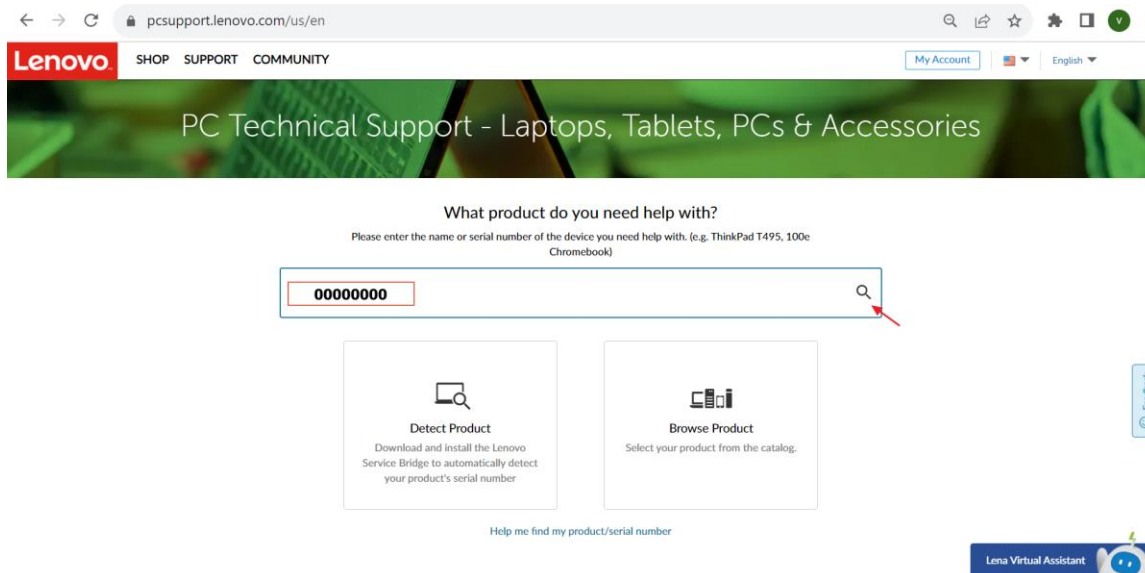 pcsupport.lenovo.com/us/en
V
Lenovo.
SHOP SUPPORT COMMUNITY
My Account
English
PC Technical Support - Laptops, Tablets, PCs & Accessories
What product do you need help with?
Please enter the name or serial number of the device you need help with. (e.g. ThinkPad T495, 100e
Chromebook)
00000000
Detect Product
Download and install the Lenovo
Service Bridge to automatically detect
your product's serial number
Browse Product
Select your product from the catalog.
Help me find my product/serial number
Lena Virtual Assistant